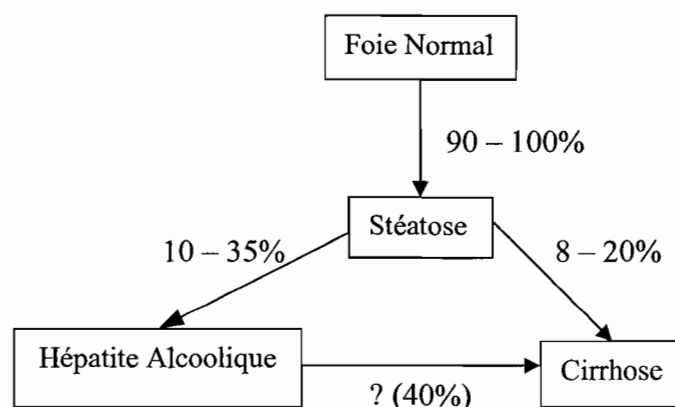 Foie Normal
90 – 100%
Stéatose
10 – 35%
8 – 20%
Hépatite Alcoolique
Cirrhose
? (40%)